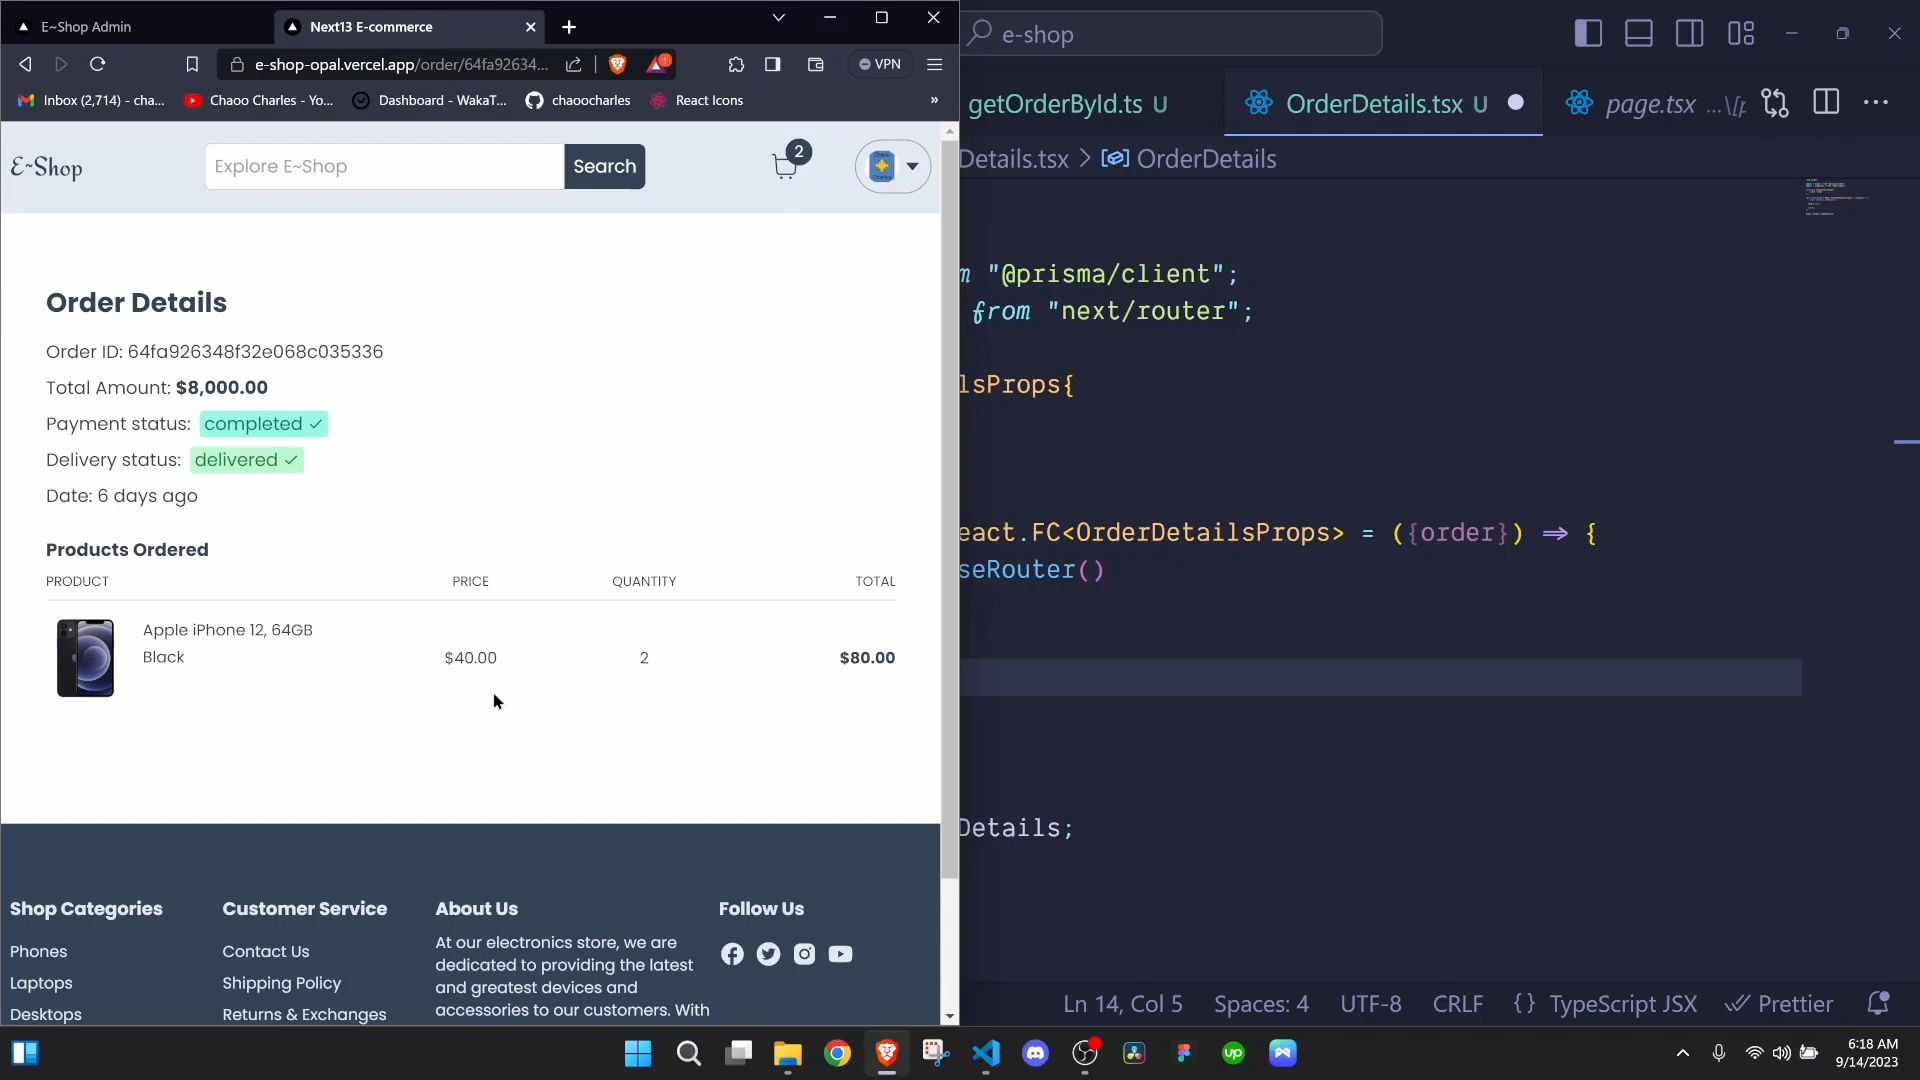 E~Shop Admin
Next13 E-commerce
e-shop-opal.vercel.app/order/64fa92634...
1
VPN
Inbox (2,714) - cha...
Chaoo Charles - Yo...
Dashboard - WakaT...
chaoocharles
React Icons
»
E~Shop
Explore E~Shop
Search
2
Order Details
Order ID: 64fa926348f32e068c035336
Total Amount: $8,000.00
Payment status: completed
Delivery status: delivered
Date: 6 days ago
Products Ordered
PRODUCT PRICE QUANTITY TOTAL
Apple iPhone 12, 64GB
Black
$40.00 2 $80.00
Shop Categories
Phones
Laptops
Desktops
Customer Service
Contact Us
Shipping Policy
Returns & Exchanges
About Us
At our electronics store, we are
dedicated to providing the latest
and greatest devices and
accessories to our customers. With
Follow Us
e-shop
getOrderById.ts U
OrderDetails.tsx U
page.tsx ...\[p
Details.tsx > OrderDetails
m "@prisma/client";
from "next/router";
lsProps{
eact.FC<OrderDetailsProps> = ({order}) => {
seRouter()
Details;
Ln 14, Col 5 Spaces: 4 UTF-8 CRLF {} TypeScript JSX Prettier
up
6:18 AM
9/14/2023